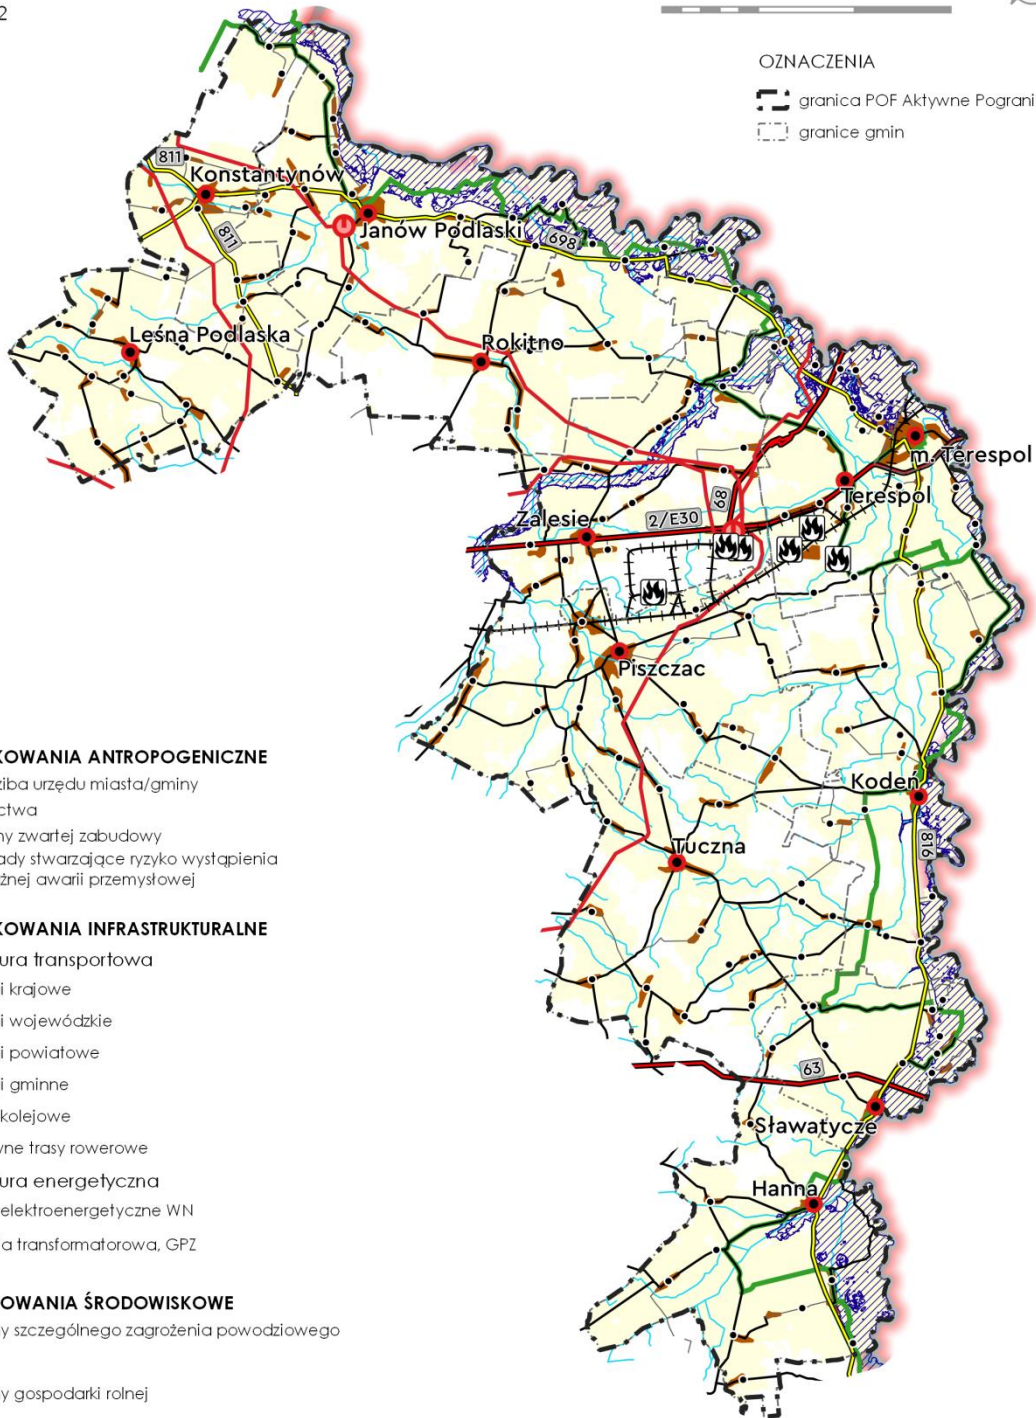 2
OZNACZENIA
granica POF Aktywne Pograni
granice gmin
811
Konstantynów
811
Janów Podlaski
698
Leśna Podlaska
Rokitno
m. Terespol
Terespol
68
Zalesie
2/E30
Piszczac
Kodeń
816
Tuczna
63
Sławatycze
Hanna
KOWANIA ANTROPOGENICZNE
ziba urzędu miasta/gminy
ctwa
ny zwartej zabudowy
ady stwarzające ryzyko wystąpienia
żnej awarii przemysłowej
KOWANIA INFRASTRUKTURALNE
ura transportowa
i krajowe
i wojewódzkie
i powiatowe
i gminne
kolejowe
wne trasy rowerowe
ura energetyczna
elektroenergetyczne WN
a transformatorowa, GPZ
OWANIA ŚRODOWISKOWE
y szczególnego zagrożenia powodziowego
y gospodarki rolnej